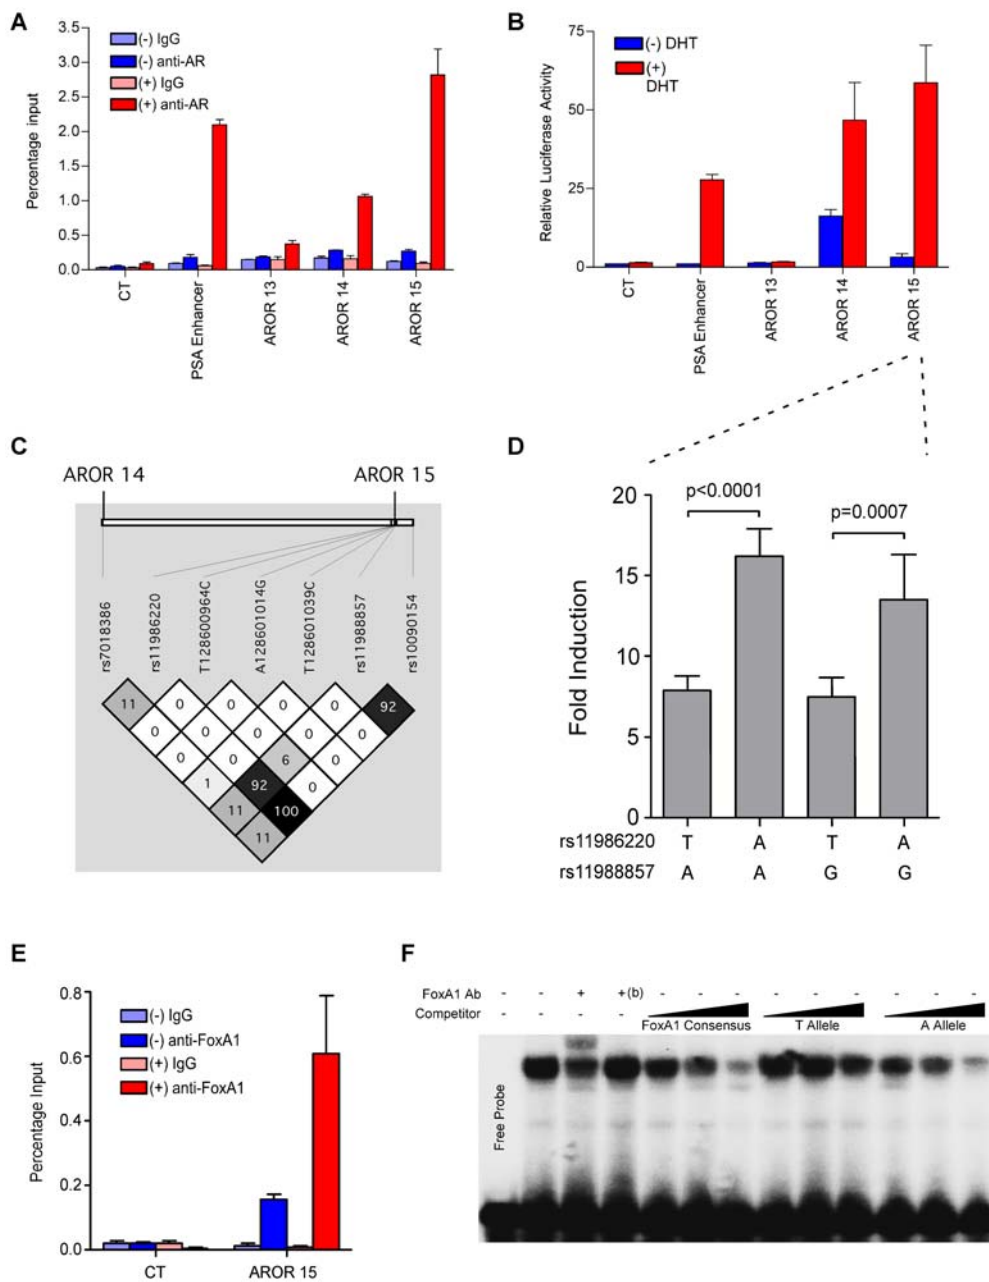 A
3.5
3.0
2.5
2.0
1.5
1.0
0.5
0.0
Percentage input
(-) IgG
(-) anti-AR
(+) IgG
(+) anti-AR
CT
PSA Enhancer
AROR 13
AROR 14
AROR 15
B
75
50
25
0
Relative Luciferase Activity
(-) DHT
(+)
DHT
CT
PSA Enhancer
AROR 13
AROR 14
AROR 15
C
AROR 14
AROR 15
rs7018386
rs11986220
T128600964C
A128601014G
T128601039C
rs11988857
rs10090154
11 0 0 0 0 92
0 0 0 0 0
0 0 6 0
1 92 0
11 100
11
D
20
15
10
5
0
Fold Induction
p<0.0001
p=0.0007
rs11986220 T A T A
rs11988857 A A G G
E
0.8
0.6
0.4
0.2
0.0
Percentage Input
(-) IgG
(-) anti-FoxA1
(+) IgG
(+) anti-FoxA1
CT
AROR 15
F
FoxA1 Ab - - + +(b) - - - - - - - - -
Competitor - - - -
FoxA1 Consensus
T Allele
A Allele
Free Probe